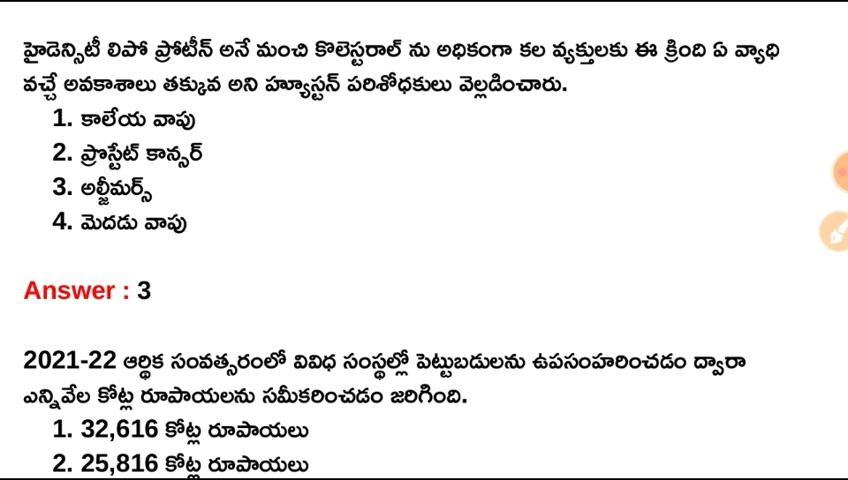 హైడెన్సిటీ లిపో ప్రోటీన్ అనే మంచి కొలెస్టరాల్ ను అధికంగా కల వ్యక్తులకు ఈ క్రింది ఏ వ్యాధి
వచ్చే అవకాశాలు తక్కువ అని హ్యూస్టన్ పరిశోధకులు వెల్లడించారు.
1. కాలేయ వాపు
2. ప్రొస్టేట్ కాన్సర్
3. అల్జీమర్స్
4. మెదడు వాపు
Answer : 3
2021-22 ఆర్థిక సంవత్సరంలో వివిధ సంస్థల్లో పెట్టుబడులను ఉపసంహరించడం ద్వారా
ఎన్నివేల కోట్ల రూపాయలను సమీకరించడం జరిగింది.
1. 32,616 కోట్ల రూపాయలు
2. 25,816 కోట్ల రూపాయలు